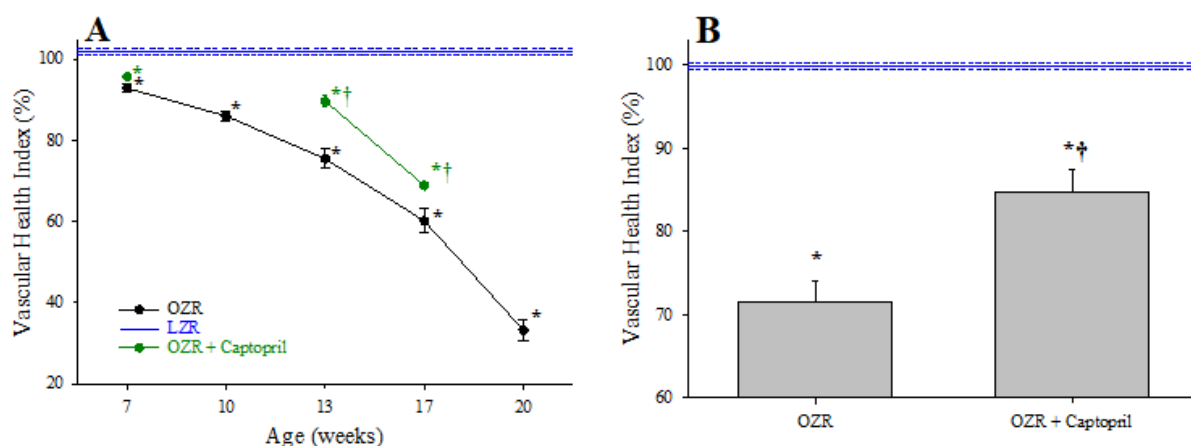 A
Vascular Health Index (%)
100
80
60
40
20
*
*
*
*†
*
*†
*
*
OZR
LZR
OZR + Captopril
7 10 13 17 20
Age (weeks)
B
Vascular Health Index (%)
100
90
80
70
60
*
*†
OZR OZR + Captopril